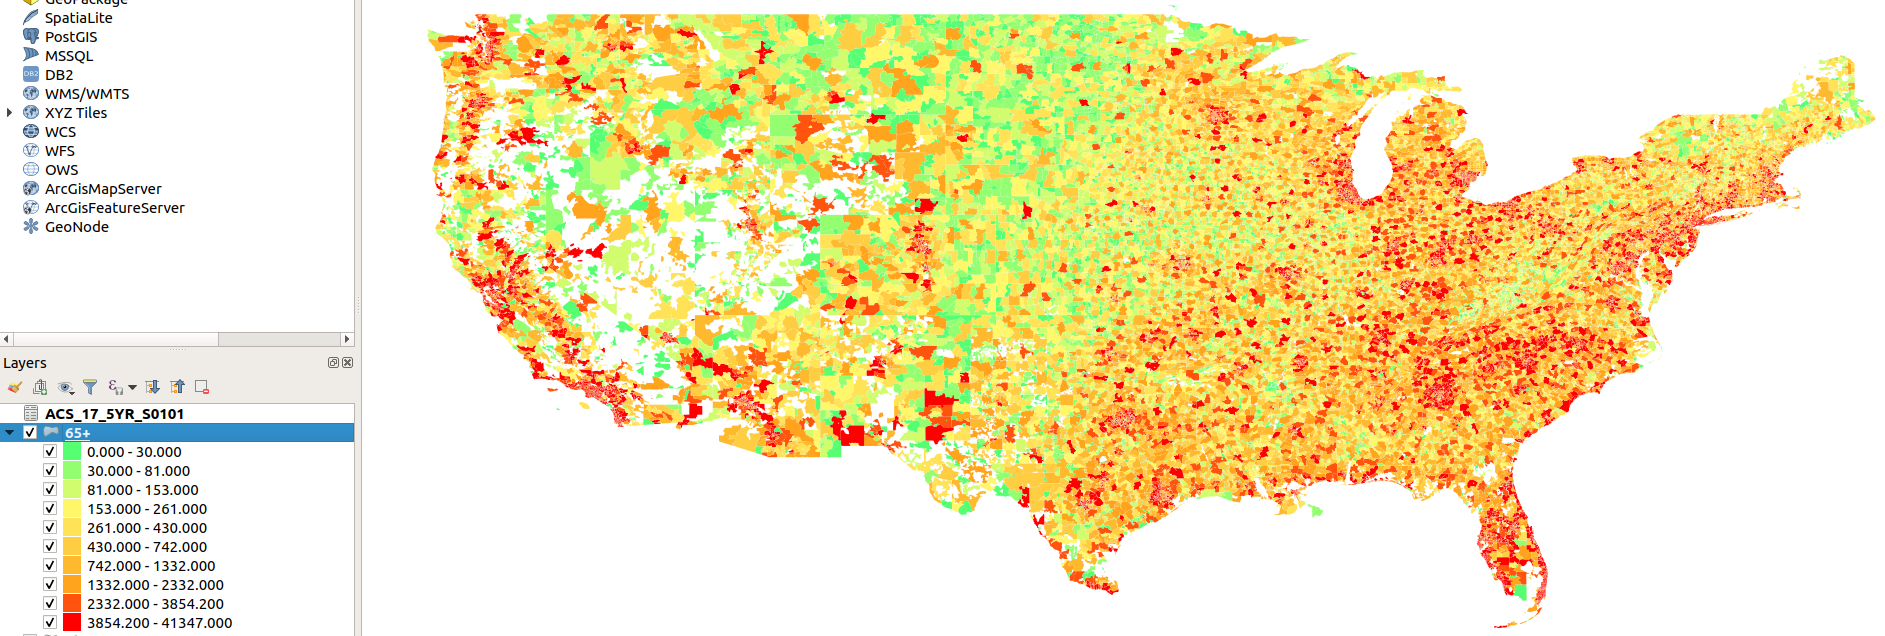 GeoPackage
SpatiaLite
PostGIS
MSSQL
DB2
DB2
WMS/WMTS
XYZ Tiles
WCS
WFS
OWS
ArcGisMapServer
ArcGisFeatureServer
GeoNode
Layers
ACS_17_5YR_S0101
65+
0.000 - 30.000
30.000 - 81.000
81.000 - 153.000
153.000 - 261.000
261.000 - 430.000
430.000 - 742.000
742.000 - 1332.000
1332.000 - 2332.000
2332.000 - 3854.200
3854.200 - 41347.000